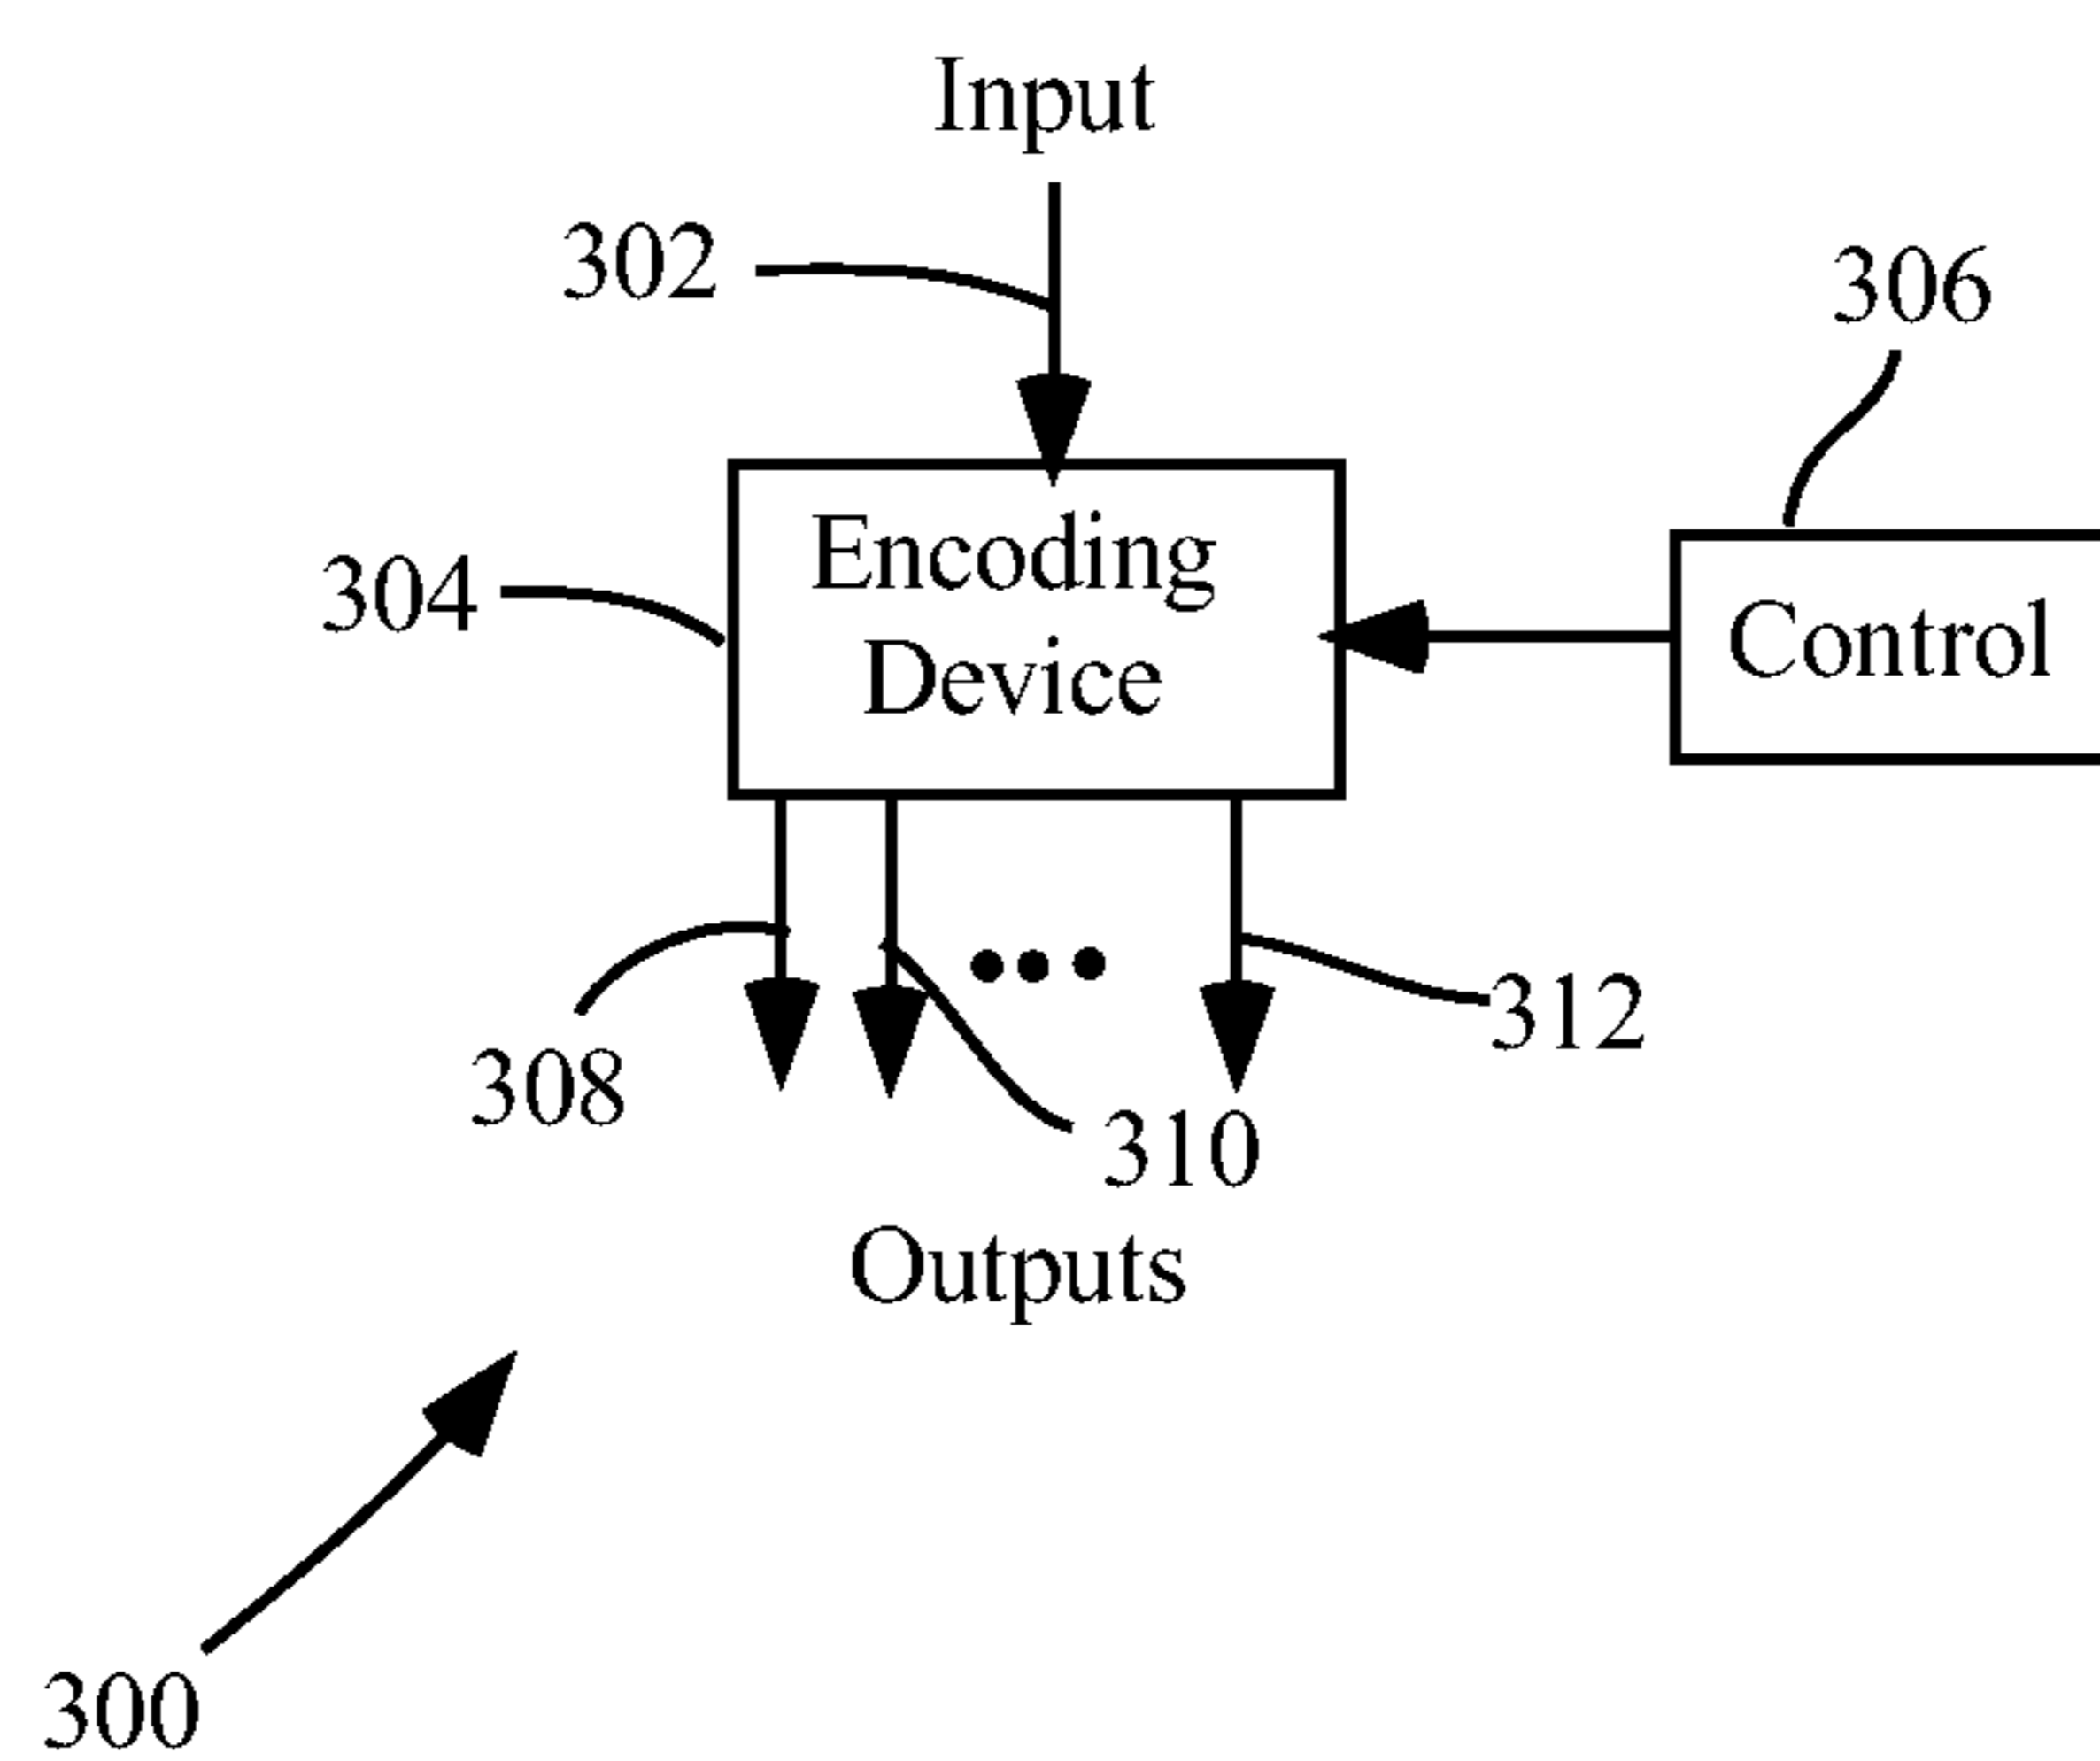 Input
302
306
304
Encoding
Device
Control
308
310
312
Outputs
300